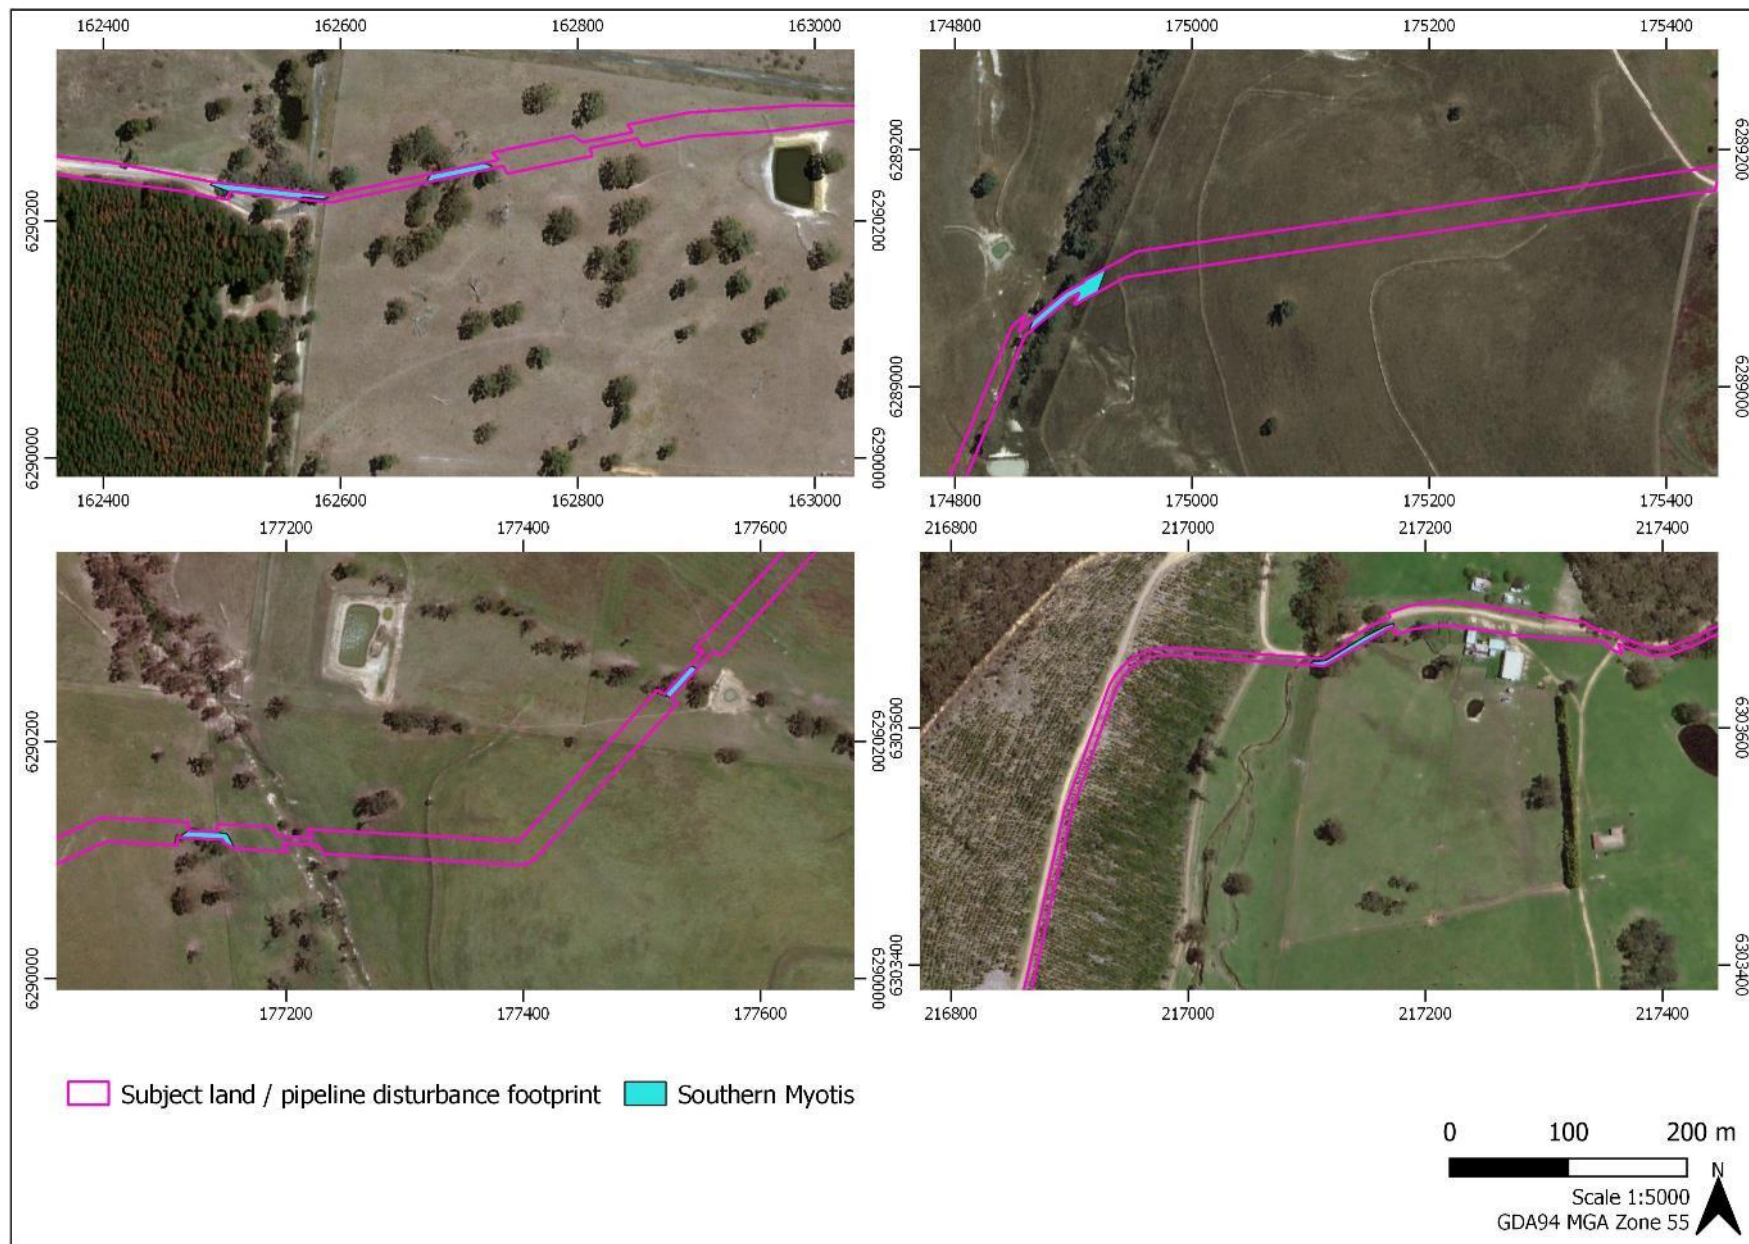 162400 162600 162800 163000
174800 175000 175200 175400
6290200 6290200
6290000 6290000
6289200 6289200
6289000 6289000
162400 162600 162800 163000
174800 175000 175200 175400
177200 177400 177600
216800 217000 217200 217400
6290200 6290200
6290000 6290000
6303600 6303600
6303400 6303400
177200 177400 177600
216800 217000 217200 217400
Subject land / pipeline disturbance footprint Southern Myotis
0 100 200 m
N
Scale 1:5000
GDA94 MGA Zone 55